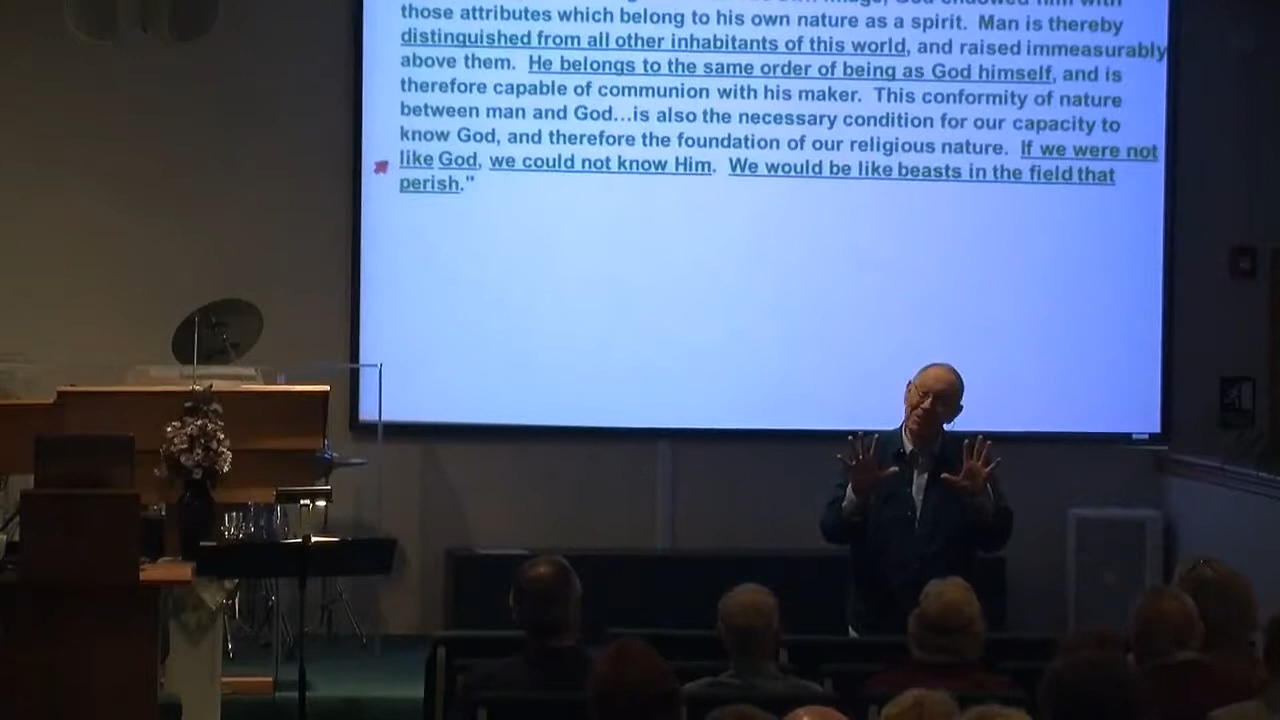 those attributes which belong to his own nature as a spirit. Man is thereby
distinguished from all other inhabitants of this world, and raised immeasurably
above them. He belongs to the same order of being as God himself, and is
therefore capable of communion with his maker. This conformity of nature
between man and God...is also the necessary condition for our capacity to
know God, and therefore the foundation of our religious nature. If we were not
like God, we could not know Him. We would be like beasts in the field that
perish."